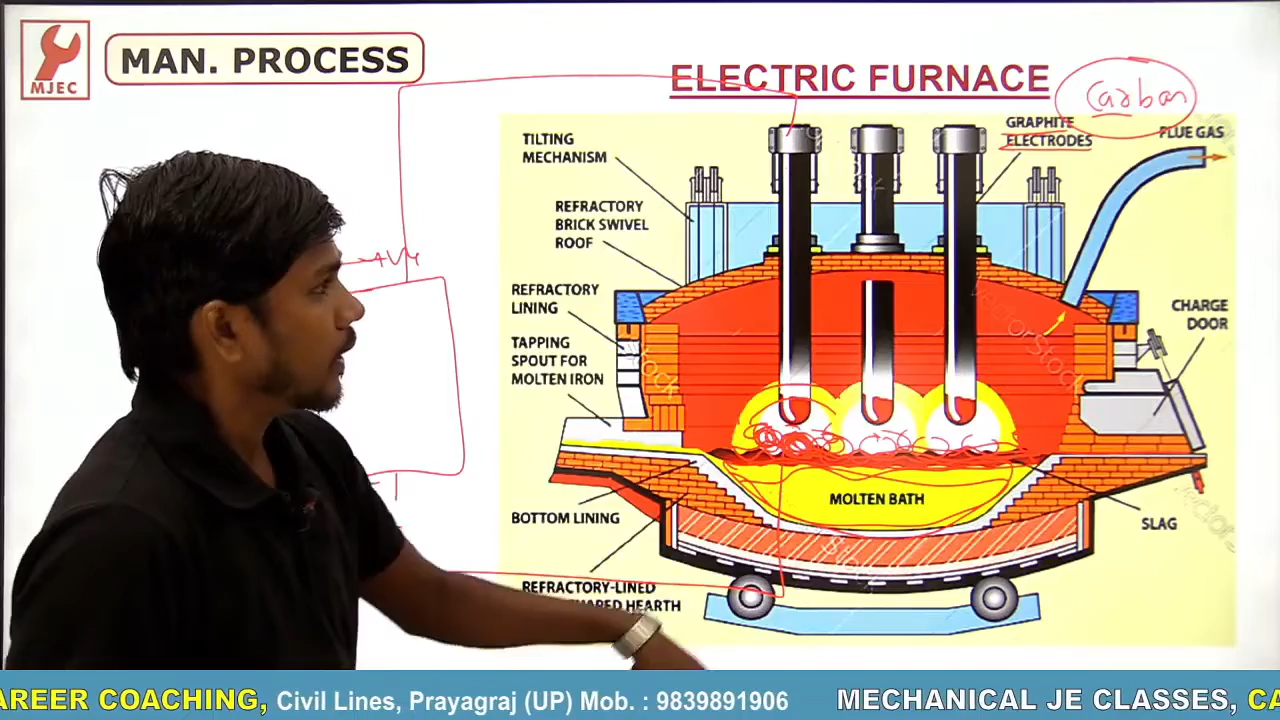 MJEC
MAN. PROCESS
ELECTRIC FURNACE
Carbon
TILTING
MECHANISM
GRAPHITE
ELECTRODES
FLUE GAS
REFRACTORY
BRICK SWIVEL
ROOF
REFRACTORY
LINING
CHARGE
DOOR
TAPPING
SPOUT FOR
MOLTEN IRON
MOLTEN BATH
BOTTOM LINING
SLAG
REFRACTORY-LINED
HEARTH
AREER COACHING, Civil Lines, Prayagraj (UP) Mob. : 9839891906 MECHANICAL JE CLASSES, CA